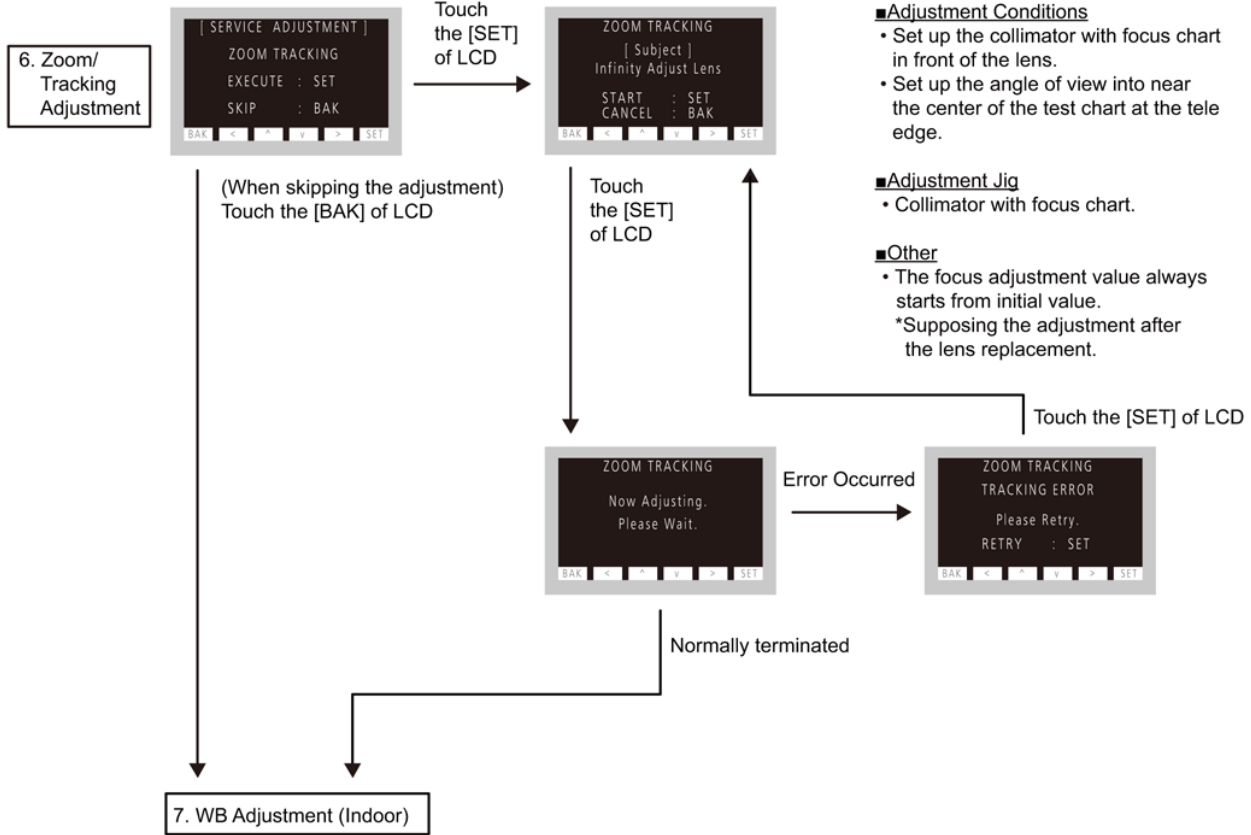 6. Zoom/
Tracking
Adjustment
[ SERVICE ADJUSTMENT ]
ZOOM TRACKING
EXECUTE : SET
SKIP : BAK
BAK < ^ v > SET
Touch
the [SET]
of LCD
ZOOM TRACKING
[ Subject ]
Infinity Adjust Lens
START : SET
CANCEL : BAK
BAK < ^ v > SET
■Adjustment Conditions
• Set up the collimator with focus chart
in front of the lens.
• Set up the angle of view into near
the center of the test chart at the tele
edge.
■Adjustment Jig
• Collimator with focus chart.
■Other
• The focus adjustment value always
starts from initial value.
*Supposing the adjustment after
the lens replacement.
(When skipping the adjustment)
Touch the [BAK] of LCD
Touch
the [SET]
of LCD
Touch the [SET] of LCD
ZOOM TRACKING
Now Adjusting.
Please Wait.
BAK < ^ v > SET
Error Occurred
ZOOM TRACKING
TRACKING ERROR
Please Retry.
RETRY : SET
BAK < ^ v > SET
Normally terminated
7. WB Adjustment (Indoor)